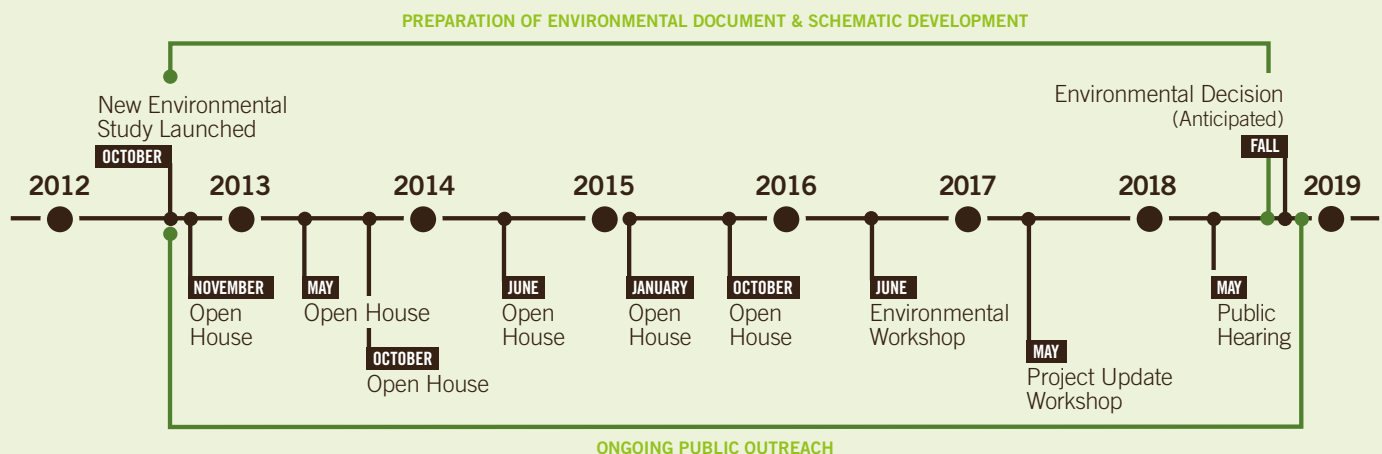 PREPARATION OF ENVIRONMENTAL DOCUMENT & SCHEMATIC DEVELOPMENT
New Environmental
Study Launched
OCTOBER
Environmental Decision
(Anticipated)
FALL
2012
2013
2014
2015
2016
2017
2018
2019
NOVEMBER
Open
House
MAY
Open House
OCTOBER
Open House
JUNE
Open
House
JANUARY
Open
House
OCTOBER
Open
House
JUNE
Environmental
Workshop
MAY
Project Update
Workshop
MAY
Public
Hearing
ONGOING PUBLIC OUTREACH